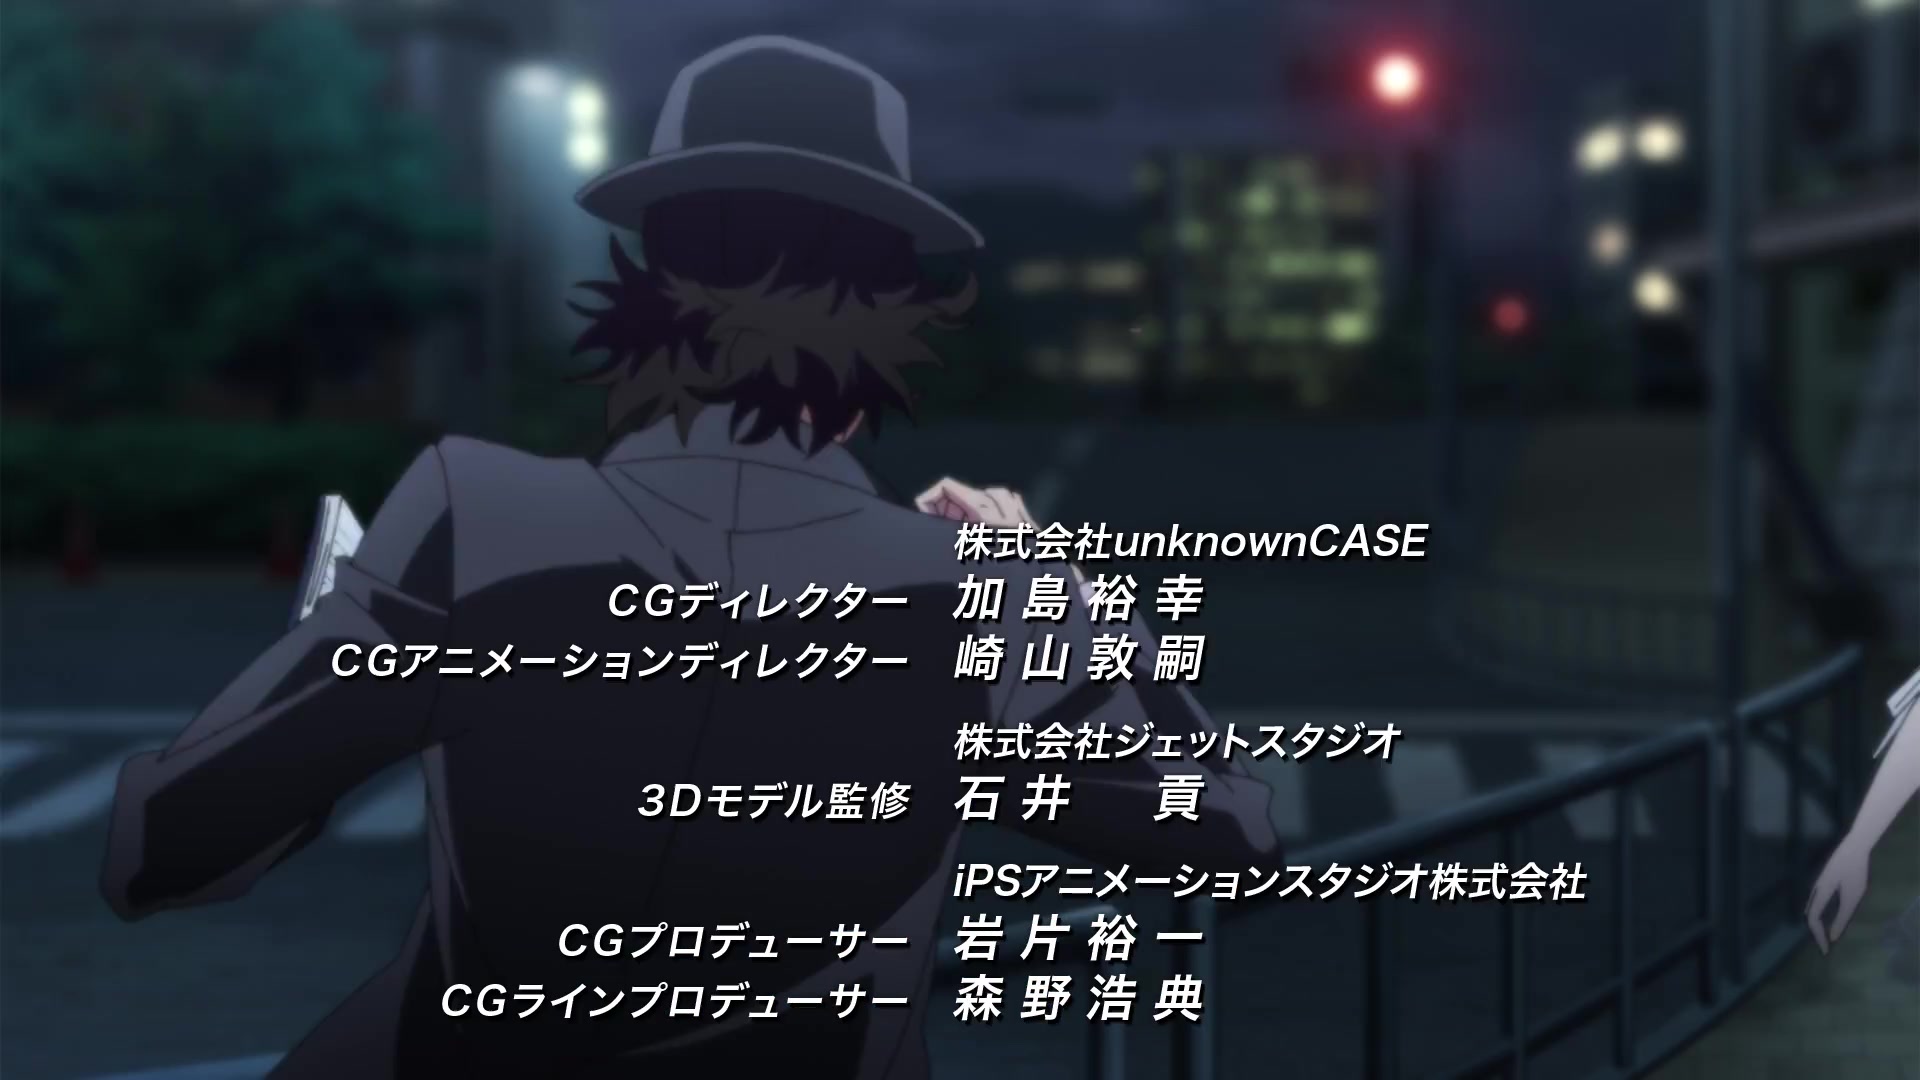 株式会社unknownCASE
CGディレクター 加島裕幸
CGアニメーションディレクター 崎山敦嗣
株式会社ジェットスタジオ
3Dモデル監修 石井 貢
iPSアニメーションスタジオ株式会社
CGプロデューサー 岩片裕一
CGラインプロデューサー 森野浩典